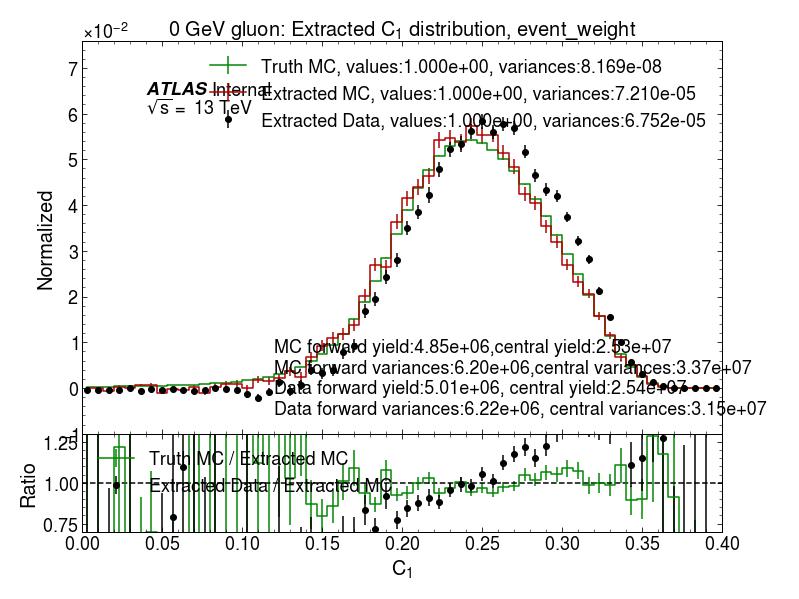 ×10⁻²
0 GeV gluon: Extracted C₁ distribution, event_weight
Truth MC, values:1.000e+00, variances:8.169e-08
ATLAS Internal
Extracted MC, values:1.000e+00, variances:7.210e-05
√s = 13 TeV
Extracted Data, values:1.000e+00, variances:6.752e-05
7
6
5
4
3
2
1
0
1
Normalized
MC forward yield:4.85e+06,central yield:2.53e+07
MC forward variances:6.20e+06,central variances:3.37e+07
Data forward yield:5.01e+06, central yield:2.54e+07
Data forward variances:6.22e+06, central variances:3.15e+07
1.25
1.00
0.75
Ratio
Truth MC / Extracted MC
Extracted Data / Extracted MC
0.00 0.05 0.10 0.15 0.20 0.25 0.30 0.35 0.40
C₁